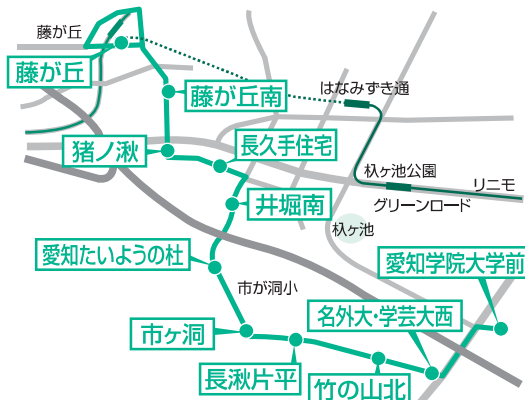 藤が丘
藤が丘
藤が丘南
はなみずき通
猪ノ湫
長久手住宅
杁ヶ池公園
リニモ
グリーンロード
井堀南
杁ヶ池
愛知たいようの杜
愛知学院大学前
市が洞小
市ヶ洞
名外大・学芸大西
長湫片平
竹の山北